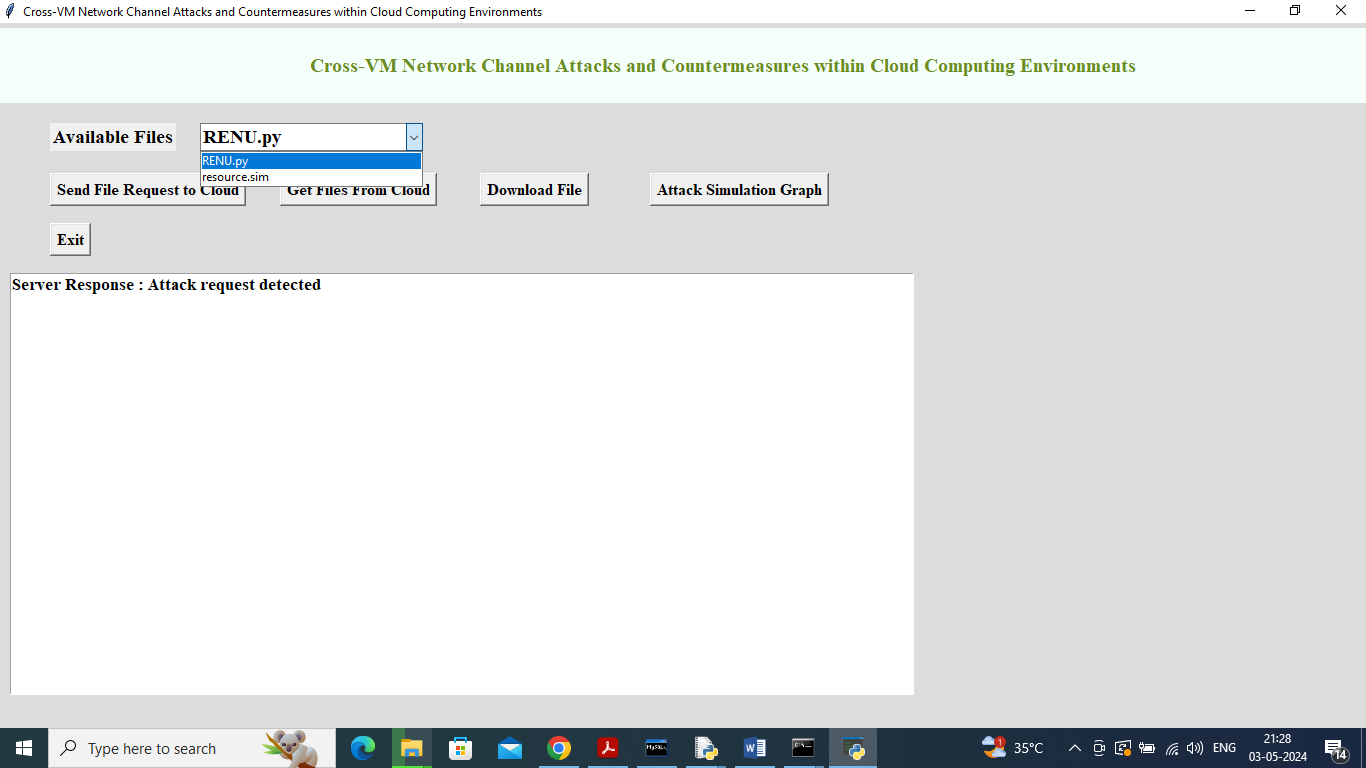 Cross-VM Network Channel Attacks and Countermeasures within Cloud Computing Environments
Cross-VM Network Channel Attacks and Countermeasures within Cloud Computing Environments
Available Files
RENU.py
RENU.py
resource.sim
Send File Request to Cloud
Get Files From Cloud
Download File
Attack Simulation Graph
Exit
Server Response : Attack request detected
Type here to search
MySQL
W
1
35°C
ENG
21:28
03-05-2024
14